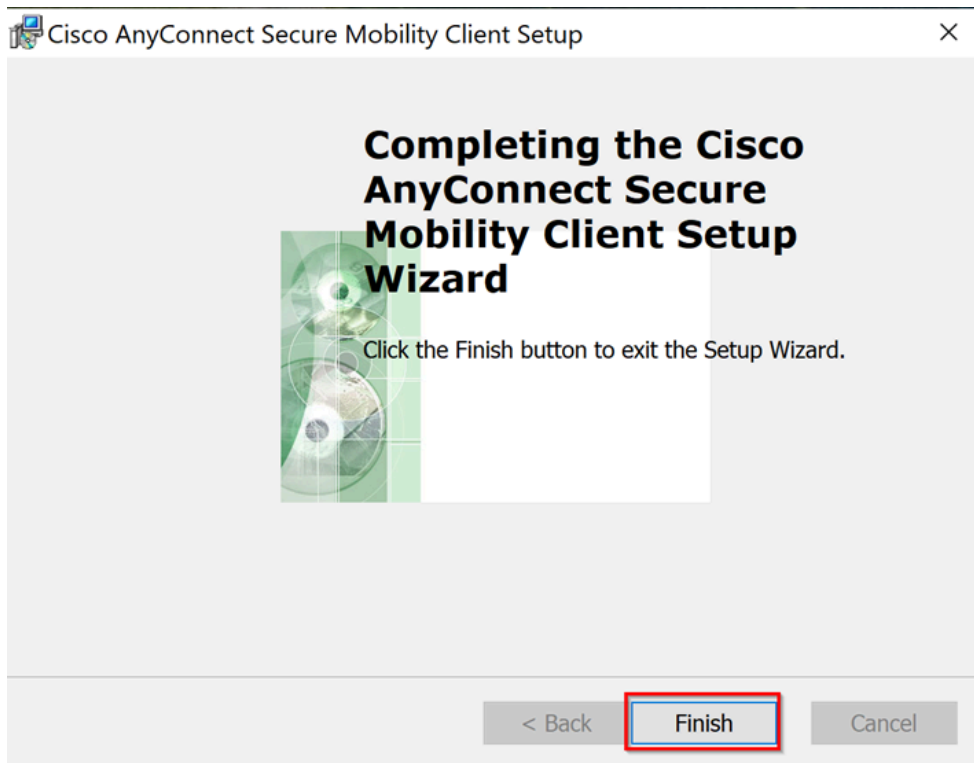 Cisco AnyConnect Secure Mobility Client Setup
Completing the Cisco
AnyConnect Secure
Mobility Client Setup
Wizard
Click the Finish button to exit the Setup Wizard.
< Back
Finish
Cancel